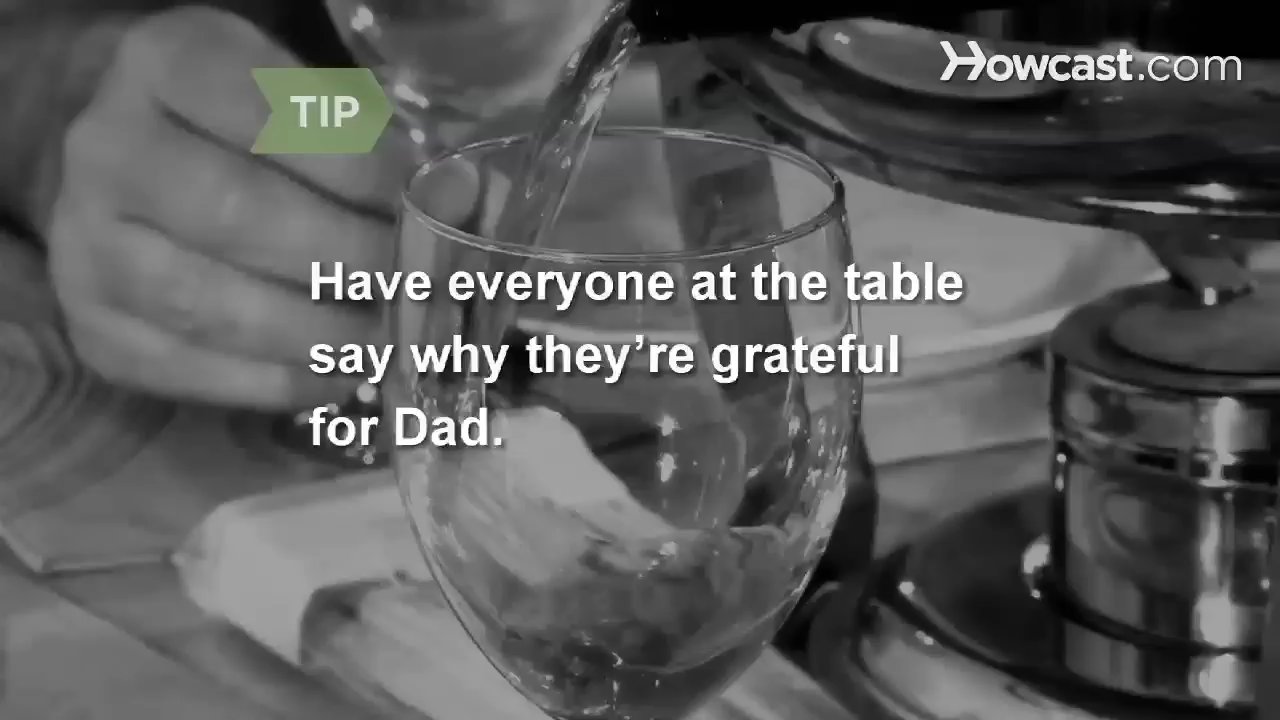 Howcast.com
TIP
Have everyone at the table
say why they’re grateful
for Dad.